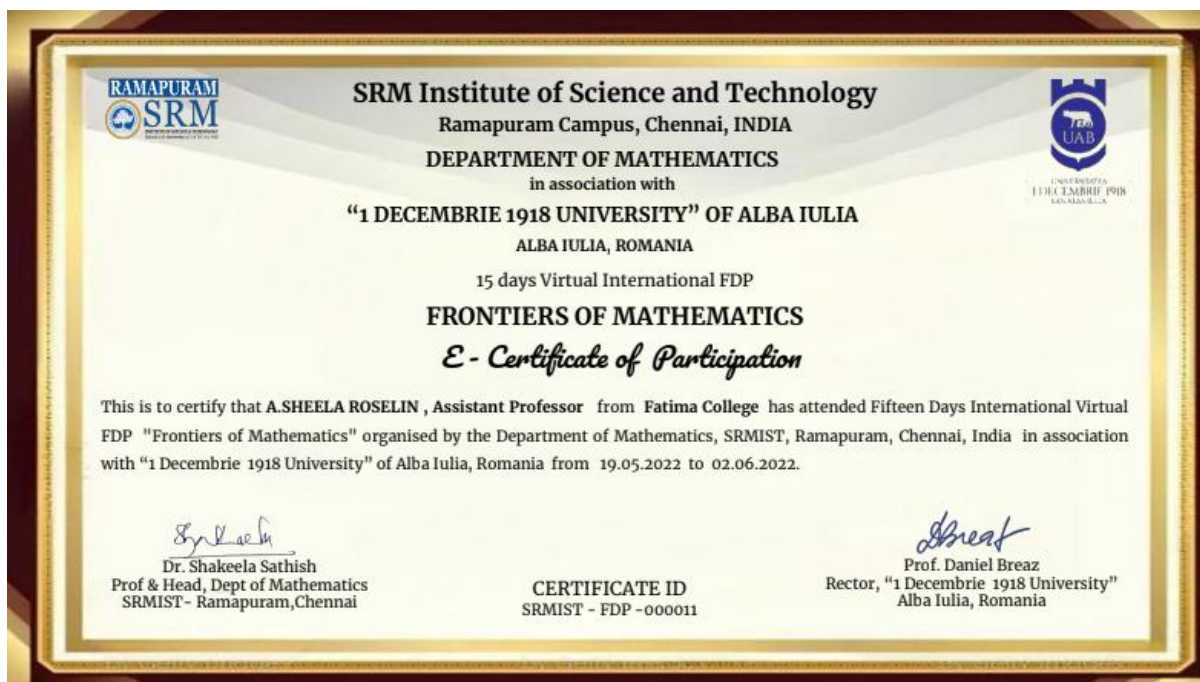 RAMAPURAM
SRM
SRM Institute of Science and Technology
Ramapuram Campus, Chennai, INDIA
DEPARTMENT OF MATHEMATICS
in association with
“1 DECEMBRIE 1918 UNIVERSITY” OF ALBA IULIA
ALBA IULIA, ROMANIA
UAB
1 DECEMBRIE 1918
15 days Virtual International FDP
FRONTIERS OF MATHEMATICS
E - Certificate of Participation
This is to certify that A.SHEELA ROSELIN , Assistant Professor from Fatima College has attended Fifteen Days International Virtual
FDP "Frontiers of Mathematics" organised by the Department of Mathematics, SRMIST, Ramapuram, Chennai, India in association
with “1 Decembrie 1918 University” of Alba Iulia, Romania from 19.05.2022 to 02.06.2022.
Dr. Shakeela Sathish
Prof & Head, Dept of Mathematics
SRMIST- Ramapuram,Chennai
CERTIFICATE ID
SRMIST - FDP -000011
Prof. Daniel Breaz
Rector, “1 Decembrie 1918 University”
Alba Iulia, Romania